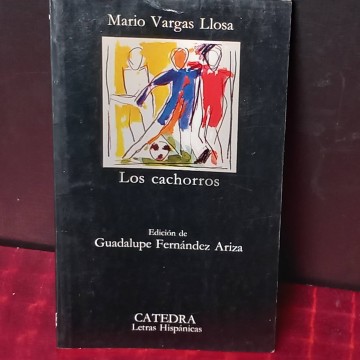 Mario Vargas Llosa
Los cachorros
Edición de
Guadalupe Fernández Ariza
CATEDRA
Letras Hispánicas